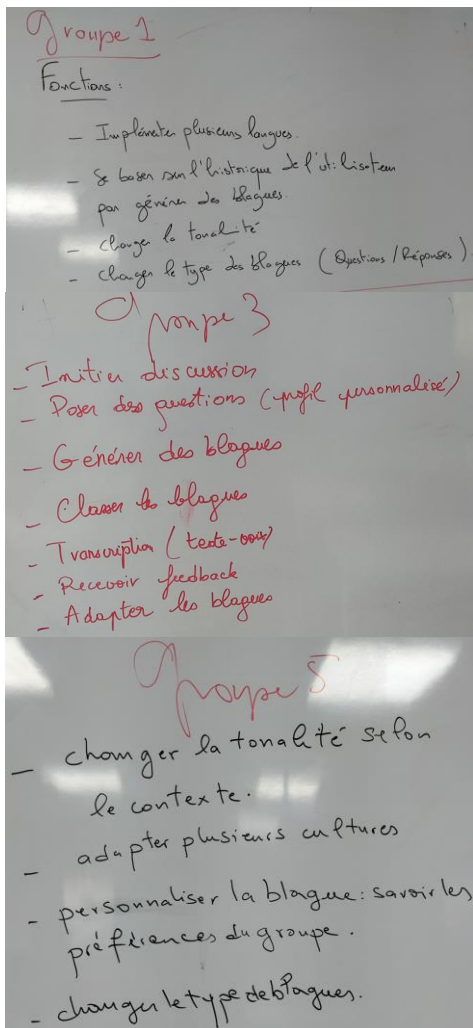 Groupe 1
Fonctions :
- Implémenter plusieurs langues.
- Se baser sur l'historique de l'utilisateur
par générer des blagues.
- changer la tonalité
- changer le type des blagues (Questions / Réponses)
Groupe 3
- Initier discussion
- Poser des questions (profil personnalisé)
- Générer des blagues
- Classer les blagues
- Transcription (texte-voix)
- Recevoir feedback
- Adapter les blagues
Groupe 5
- changer la tonalité selon
le contexte.
- adapter plusieurs cultures
- personnaliser la blague : savoir les
préférences du groupe.
- changer le type de blagues.